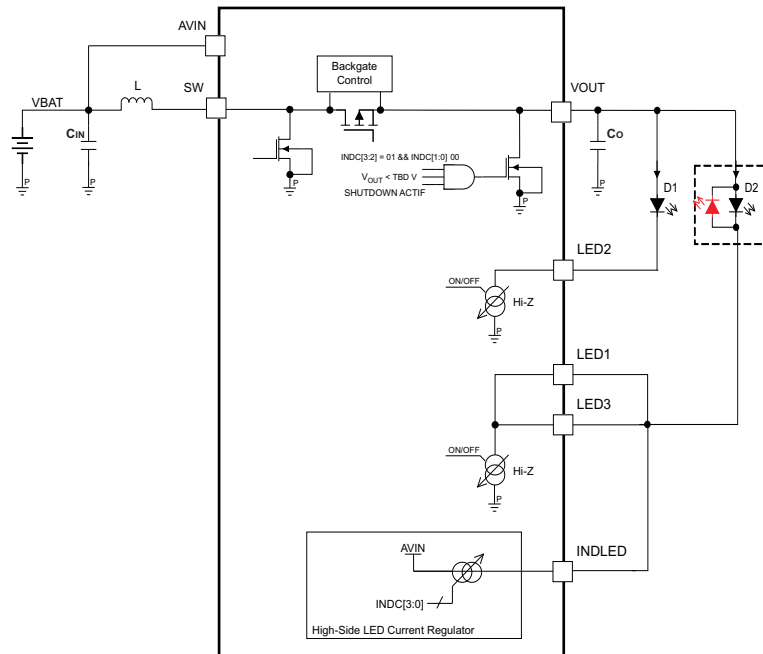 AVIN
L
SW
VBAT
CIN
P
P
Backgate
Control
VOUT
INDC[3:2] = 01 && INDC[1:0] 00
VOUT < TBD V
SHUTDOWN ACTIF
P
P
CO
P
D1
D2
LED2
ON/OFF
Hi-Z
P
LED1
LED3
ON/OFF
Hi-Z
P
INDLED
AVIN
INDC[3:0]
High-Side LED Current Regulator